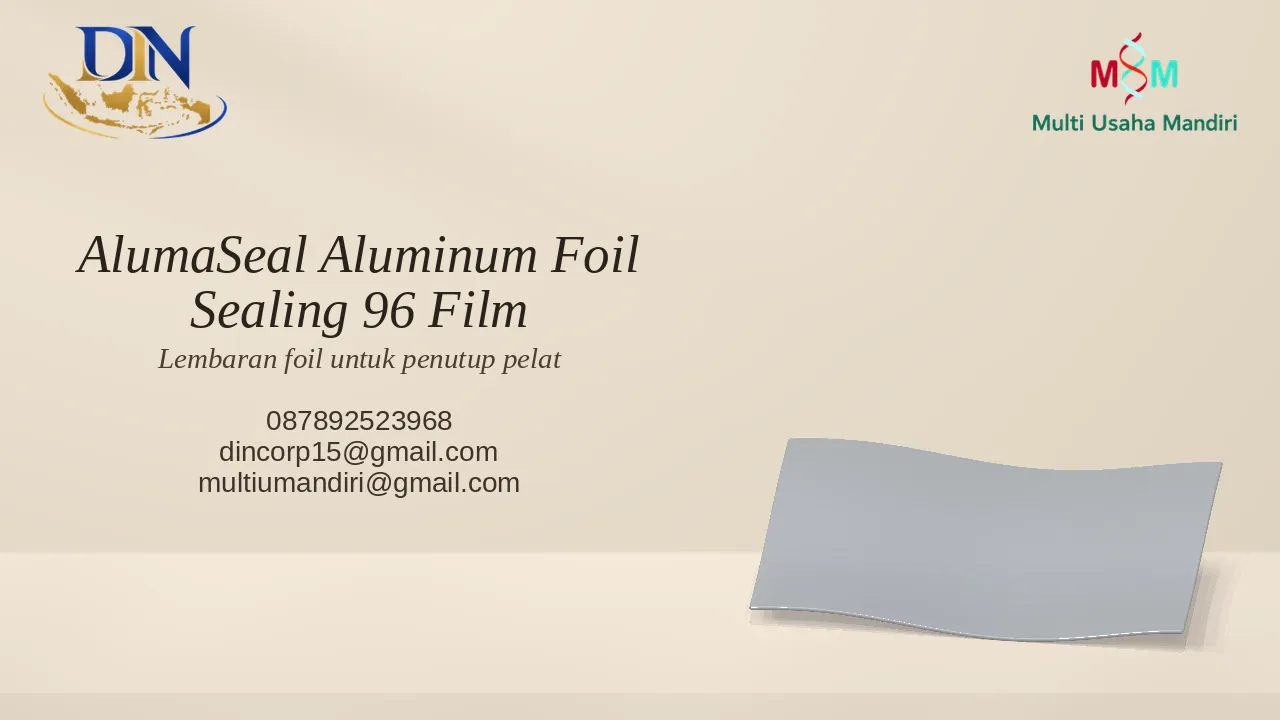 DIN
M M
Multi Usaha Mandiri
AlumaSeal Aluminum Foil
Sealing 96 Film
Lembaran foil untuk penutup pelat
087892523968
dincorp15@gmail.com
multiumandiri@gmail.com